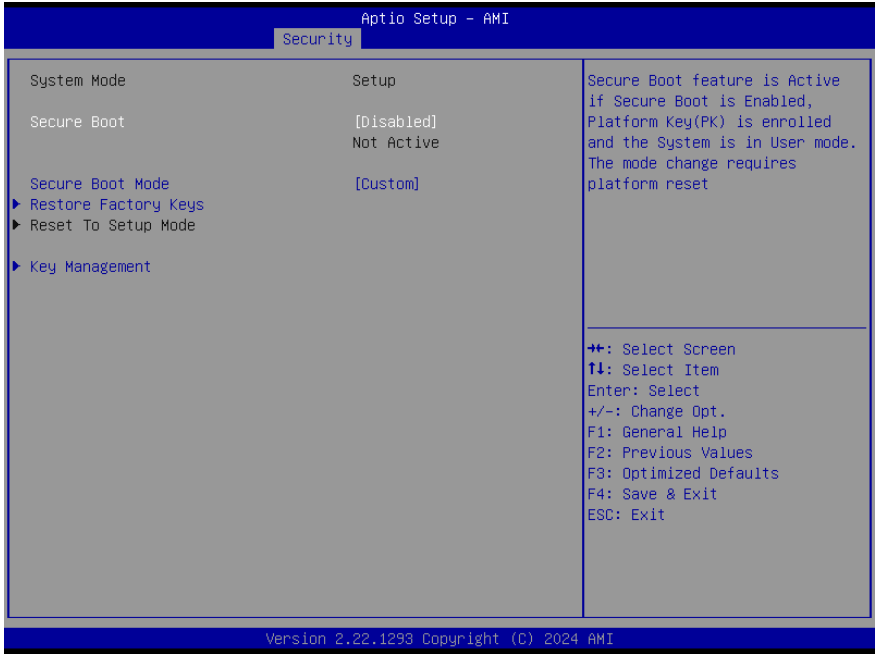 Aptio Setup – AMI
Security
System Mode Setup
Secure Boot [Disabled]
Not Active
Secure Boot Mode [Custom]
▶ Restore Factory Keys
▶ Reset To Setup Mode
▶ Key Management
Secure Boot feature is Active
if Secure Boot is Enabled,
Platform Key(PK) is enrolled
and the System is in User mode.
The mode change requires
platform reset
→←: Select Screen
↑↓: Select Item
Enter: Select
+/-: Change Opt.
F1: General Help
F2: Previous Values
F3: Optimized Defaults
F4: Save & Exit
ESC: Exit
Version 2.22.1293 Copyright (C) 2024 AMI